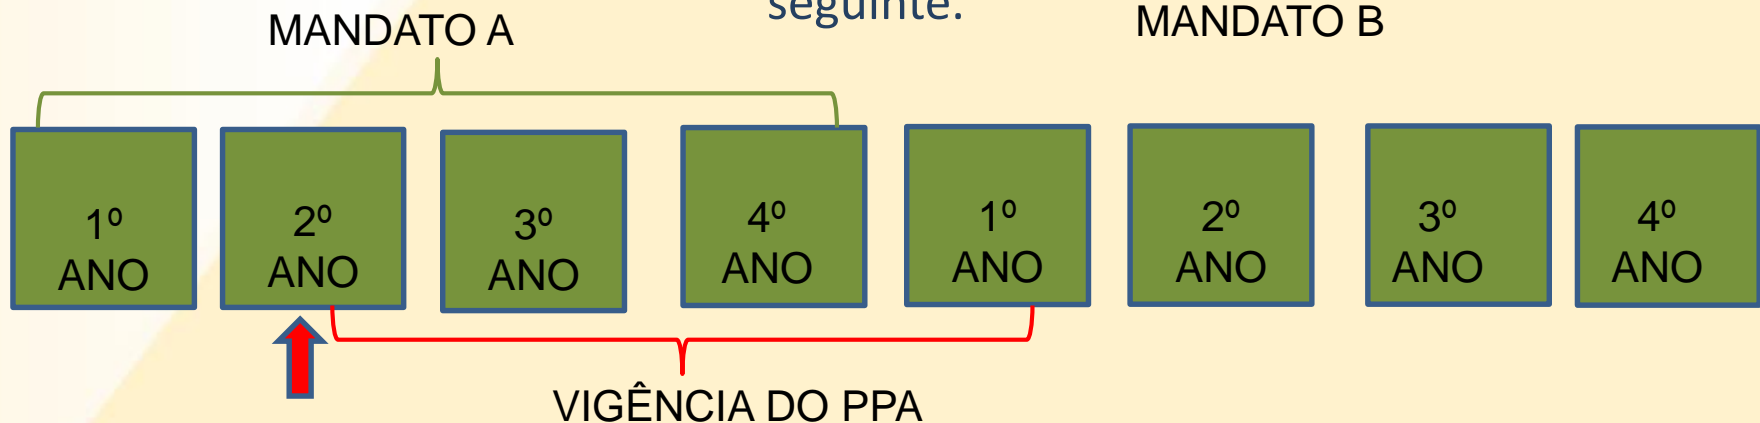 seguinte.
MANDATO A
MANDATO B
1º
ANO
2º
ANO
3º
ANO
4º
ANO
1º
ANO
2º
ANO
3º
ANO
4º
ANO
VIGÊNCIA DO PPA